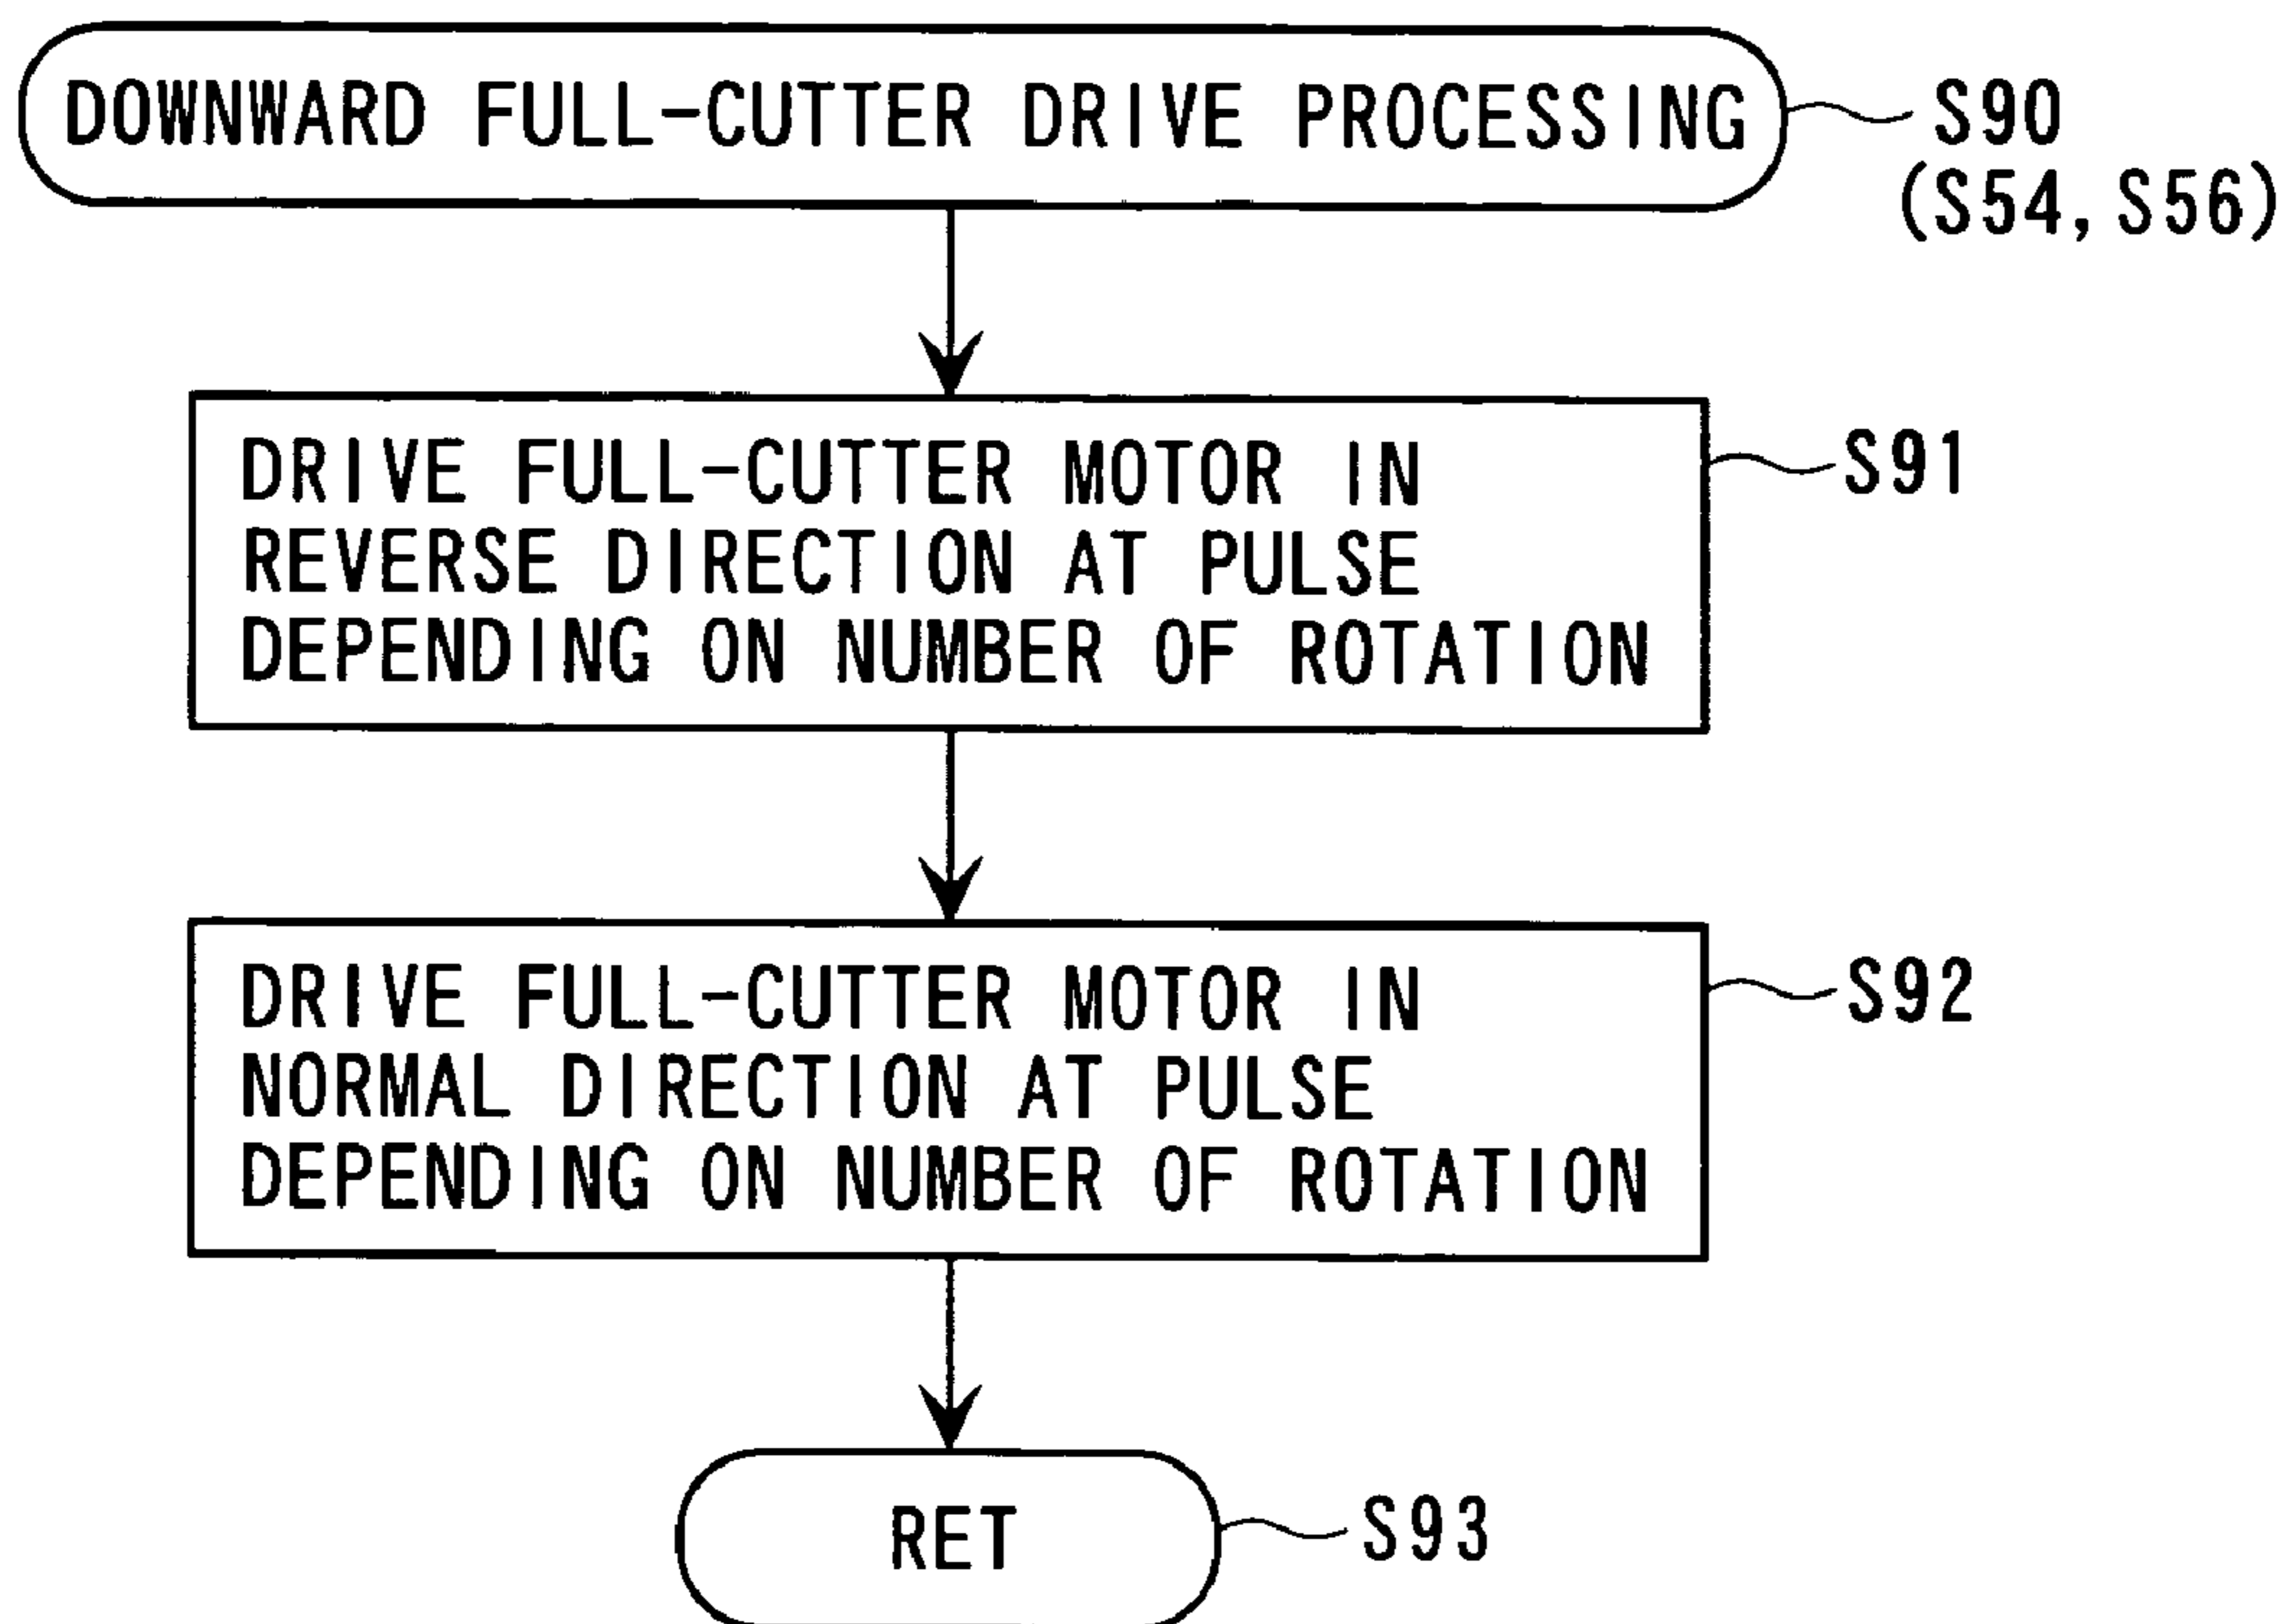 DOWNWARD FULL-CUTTER DRIVE PROCESSING
S90
(S54, S56)
DRIVE FULL-CUTTER MOTOR IN
REVERSE DIRECTION AT PULSE
DEPENDING ON NUMBER OF ROTATION
S91
DRIVE FULL-CUTTER MOTOR IN
NORMAL DIRECTION AT PULSE
DEPENDING ON NUMBER OF ROTATION
S92
RET
S93